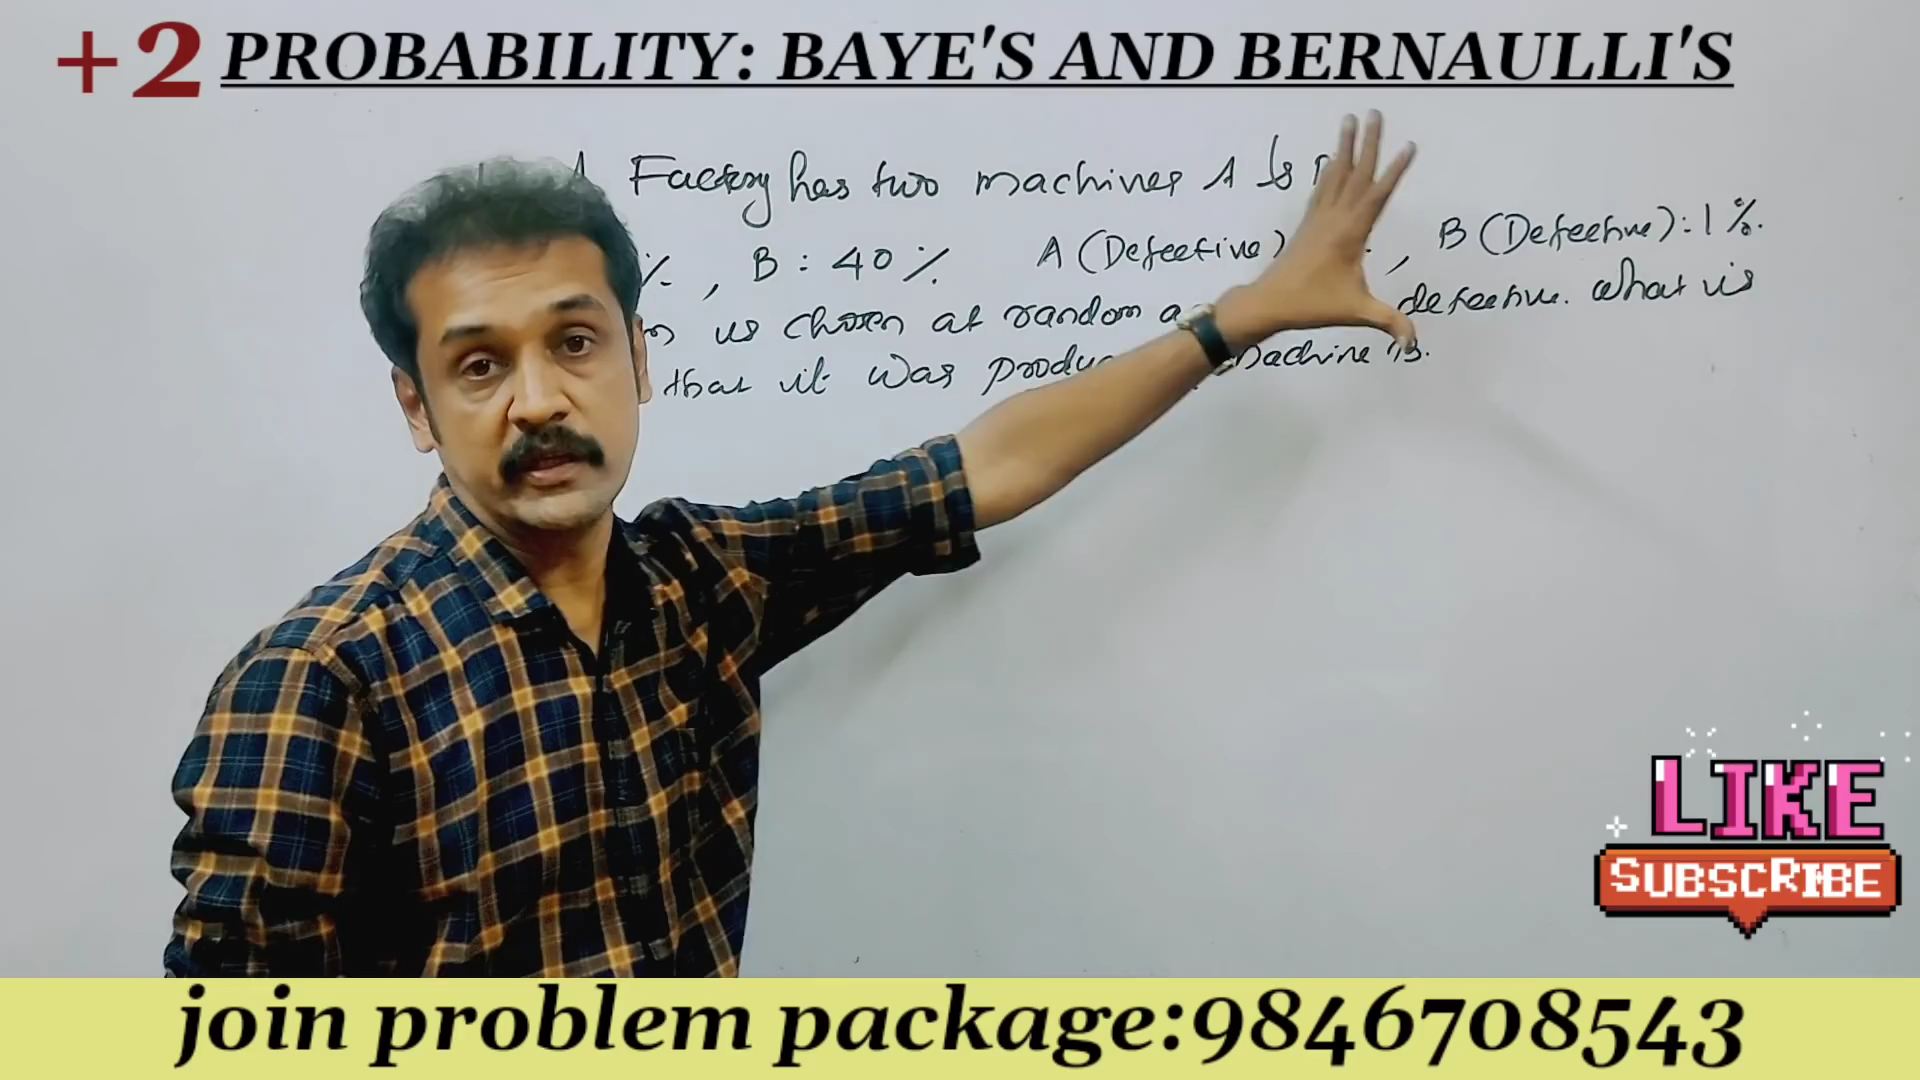 +2 PROBABILITY: BAYE'S AND BERNAULLI'S
A Factory has two machines A &
%, B : 40 % A (Defective) , B (Defective): 1 %.
is chosen at random defective. What is
that it was Machine B.
LIKE
SUBSCRIBE
join problem package:9846708543